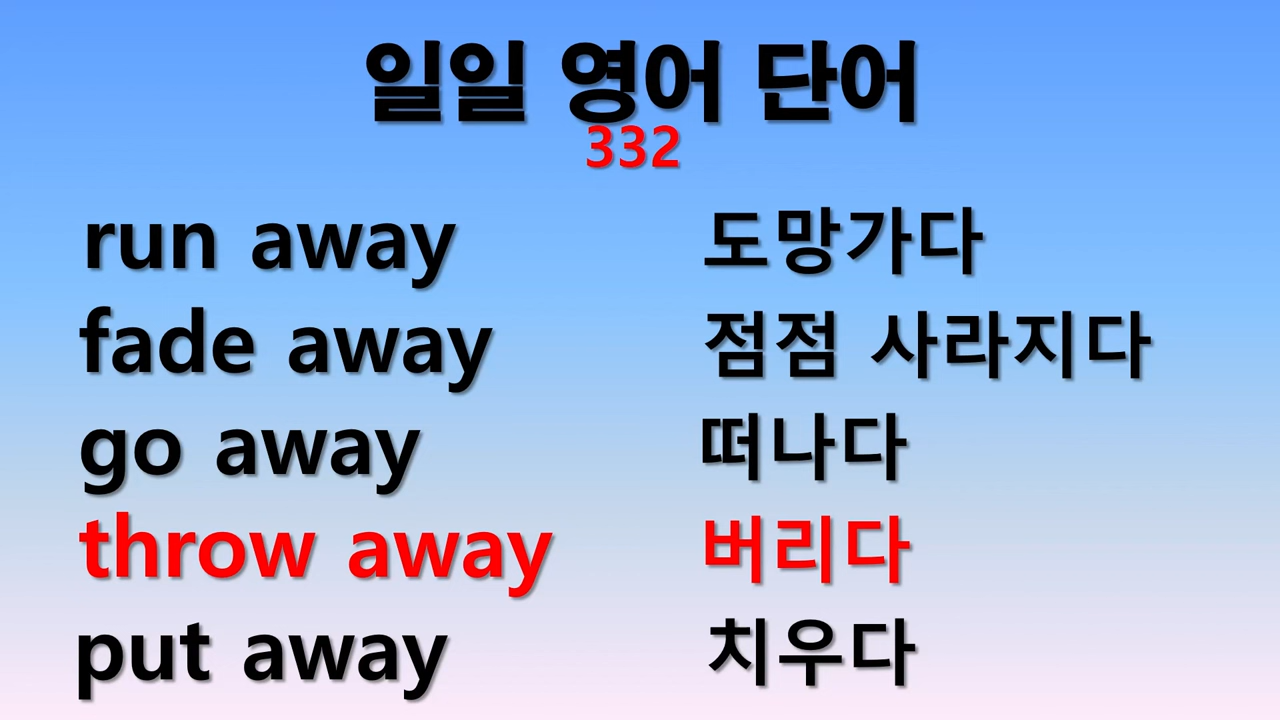 일일 영어 단어
332
run away 도망가다
fade away 점점 사라지다
go away 떠나다
throw away 버리다
put away 치우다